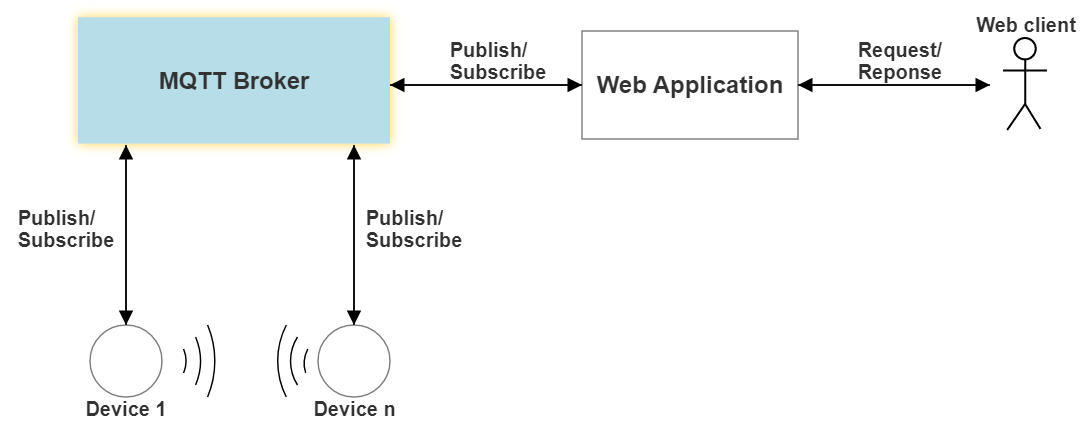 Web client
Publish/
Subscribe
Request/
Reponse
MQTT Broker
Web Application
Publish/
Subscribe
Publish/
Subscribe
Device 1
Device n